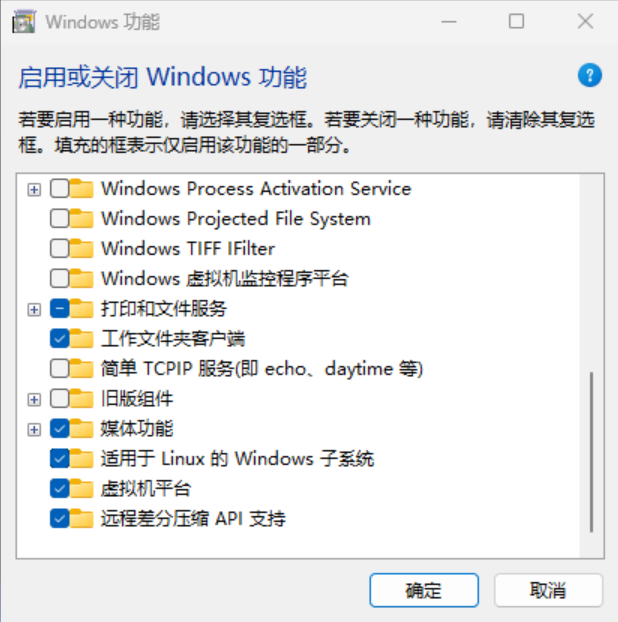 Windows 功能
启用或关闭 Windows 功能
?
若要启用一种功能，请选择其复选框。若要关闭一种功能，请清除其复选
框。填充的框表示仅启用该功能的一部分。
Windows Process Activation Service
Windows Projected File System
Windows TIFF IFilter
Windows 虚拟机监控程序平台
打印和文件服务
工作文件夹客户端
简单 TCPIP 服务(即 echo、daytime 等)
旧版组件
媒体功能
适用于 Linux 的 Windows 子系统
虚拟机平台
远程差分压缩 API 支持
确定
取消